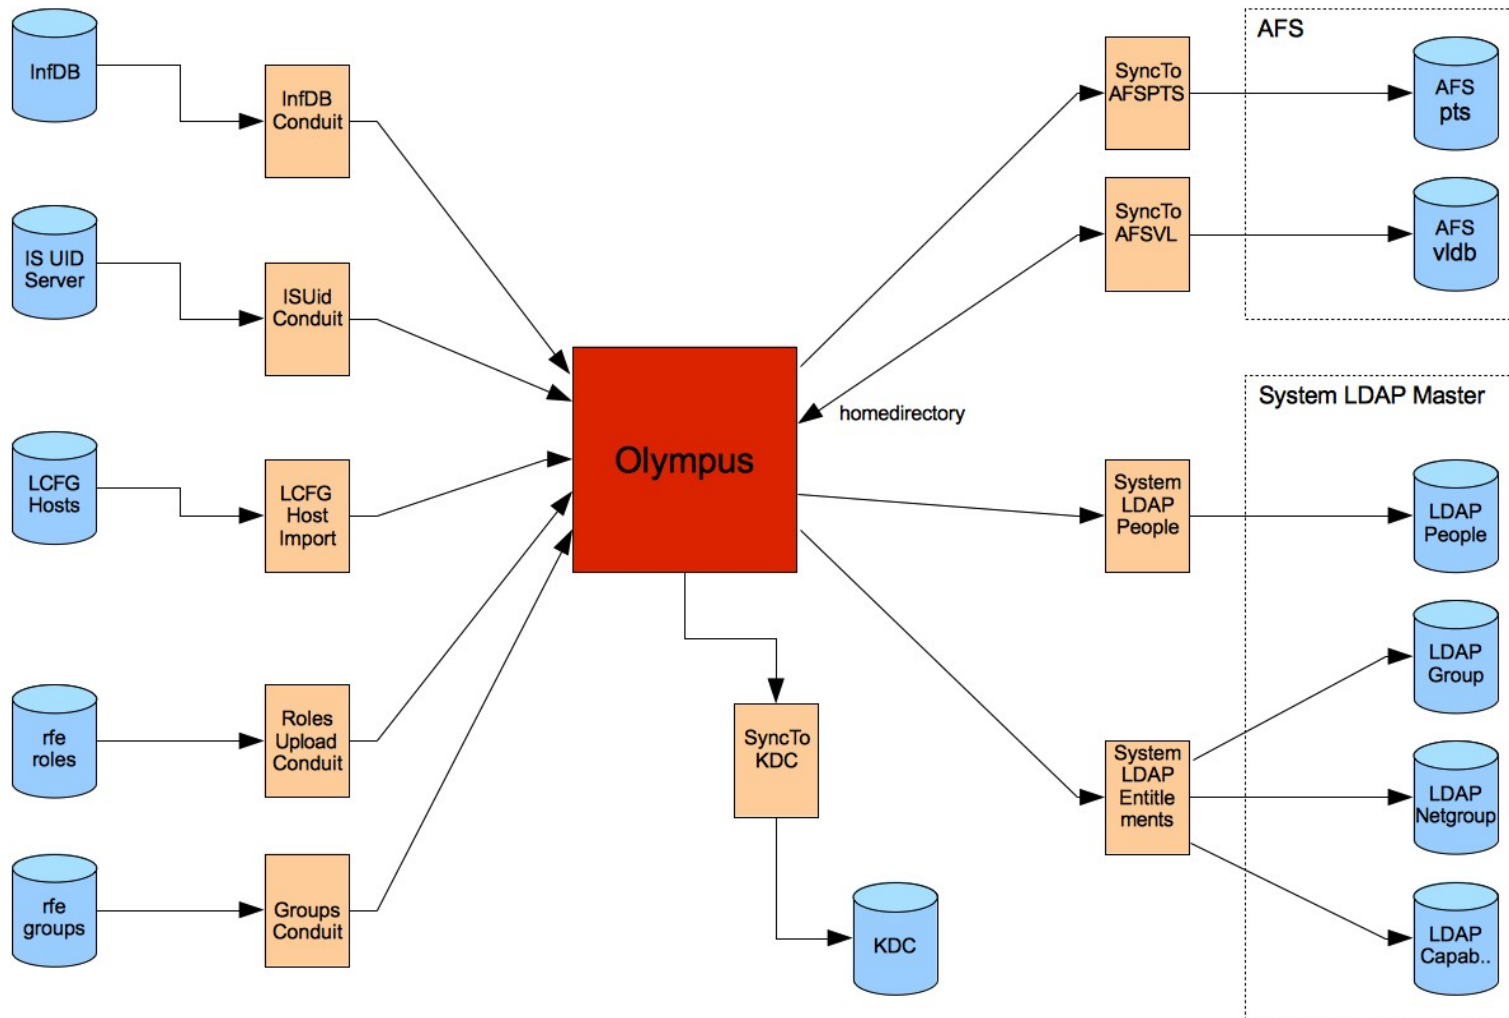 InfDB
InfDB
Conduit
IS UID
Server
ISUid
Conduit
LCFG
Hosts
LCFG
Host
Import
rfe
roles
Roles
Upload
Conduit
rfe
groups
Groups
Conduit
Olympus
homedirectory
SyncTo
KDC
KDC
SyncTo
AFSPTS
SyncTo
AFSVL
AFS
AFS
pts
AFS
vldb
System LDAP Master
System
LDAP
People
LDAP
People
System
LDAP
Entitle
ments
LDAP
Group
LDAP
Netgroup
LDAP
Capab..